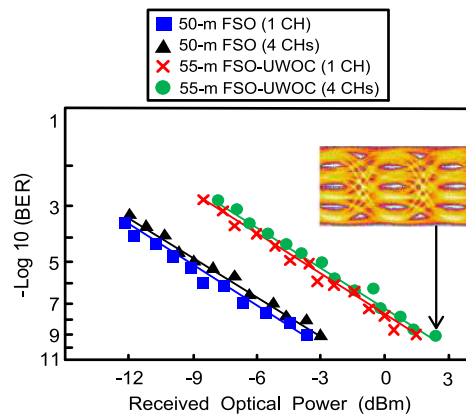 50-m FSO (1 CH)
50-m FSO (4 CHs)
55-m FSO-UWOC (1 CH)
55-m FSO-UWOC (4 CHs)
-Log 10 (BER)
1
3
5
7
9
11
-12
-9
-6
-3
0
3
Received Optical Power (dBm)